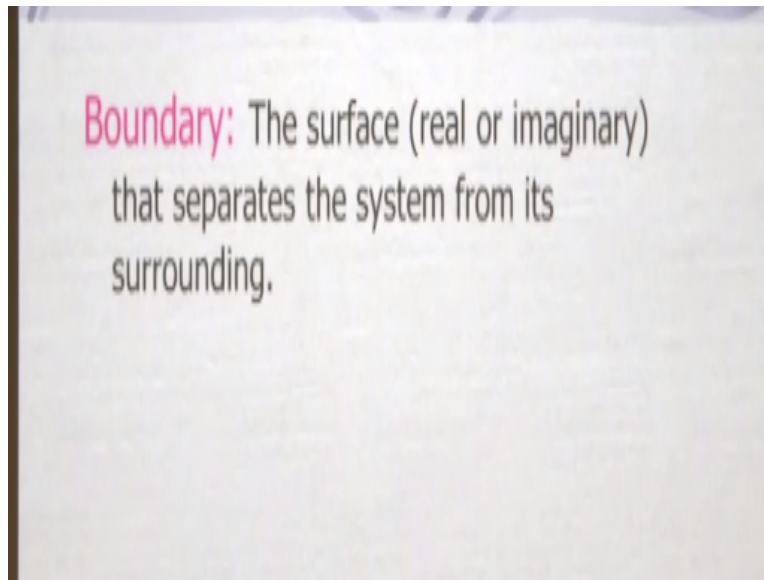 Boundary: The surface (real or imaginary)
that separates the system from its
surrounding.